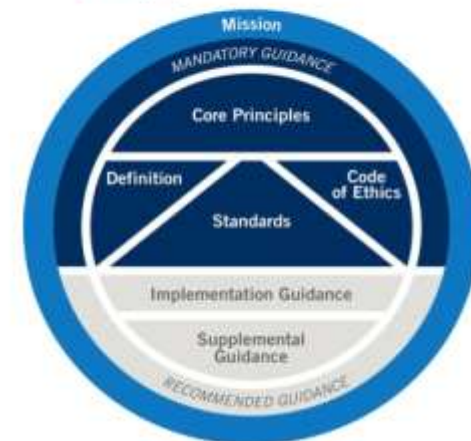 Mission
MANDATORY GUIDANCE
Core Principles
Definition
Code
of Ethics
Standards
Implementation Guidance
Supplemental
Guidance
RECOMMENDED GUIDANCE